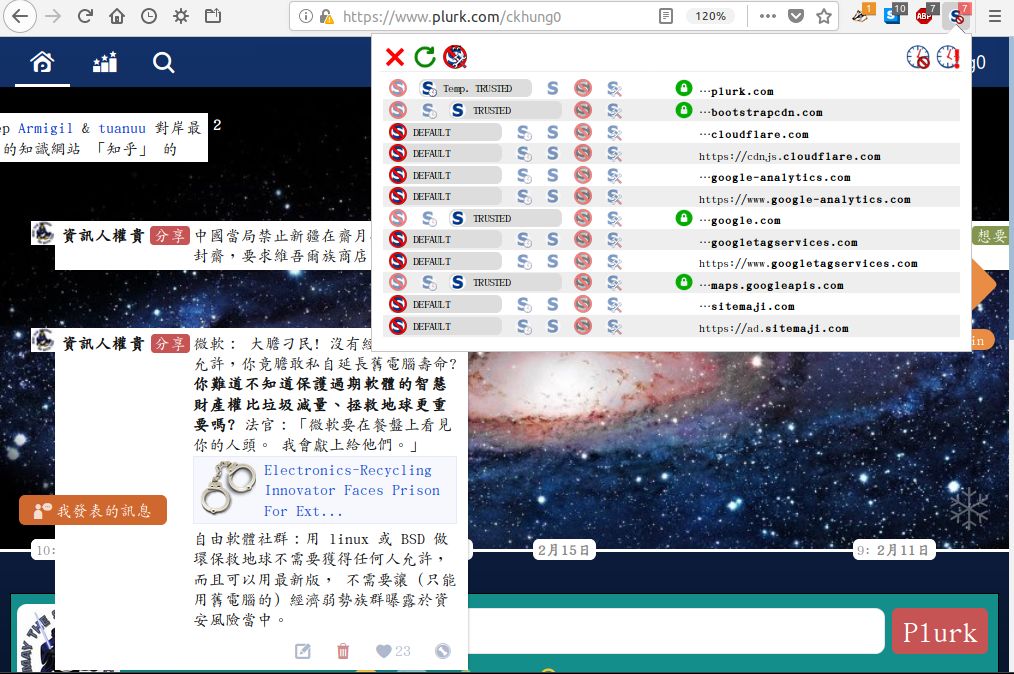 https://www.plurk.com/ckhung0
120%
1
10
7
7
ABP
g0
Temp. TRUSTED
…plurk.com
TRUSTED
…bootstrapcdn.com
DEFAULT
…cloudflare.com
DEFAULT
https://cdnjs.cloudflare.com
DEFAULT
…google-analytics.com
DEFAULT
https://www.google-analytics.com
TRUSTED
…google.com
DEFAULT
…googletagservices.com
DEFAULT
https://www.googletagservices.com
TRUSTED
…maps.googleapis.com
DEFAULT
…sitemaji.com
DEFAULT
https://ad.sitemaji.com
ep Armigil & tuanuu 對岸最 2
的知識網站 「知乎」 的
資訊人權貴 分享 中國當局禁止新疆在齋月
封齋，要求維吾爾族商店
想要
in
資訊人權貴 分享 微軟： 大膽刁民! 沒有經
允許，你竟膽敢私自延長舊電腦壽命?
你難道不知道保護過期軟體的智慧
財產權比垃圾減量、拯救地球更重
要嗎? 法官：「微軟要在餐盤上看見
你的人頭。 我會獻上給他們。」
Electronics-Recycling
Innovator Faces Prison
For Ext...
我發表的訊息
自由軟體社群：用 linux 或 BSD 做
環保救地球不需要獲得任何人允許，
而且可以用最新版， 不需要讓 (只能
用舊電腦的) 經濟弱勢族群曝露於資
安風險當中。
23
10:
2月15日
9: 2月11日
MAY THE
Plurk